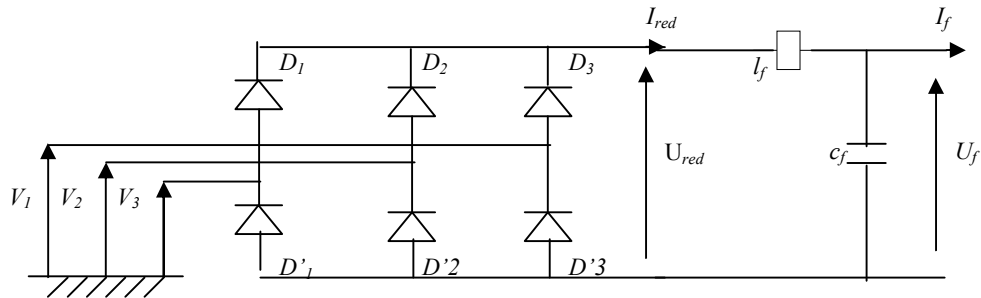 I_red I_f
D_1 D_2 D_3 l_f
V_1 V_2 V_3 U_red c_f U_f
D'_1 D'2 D'3